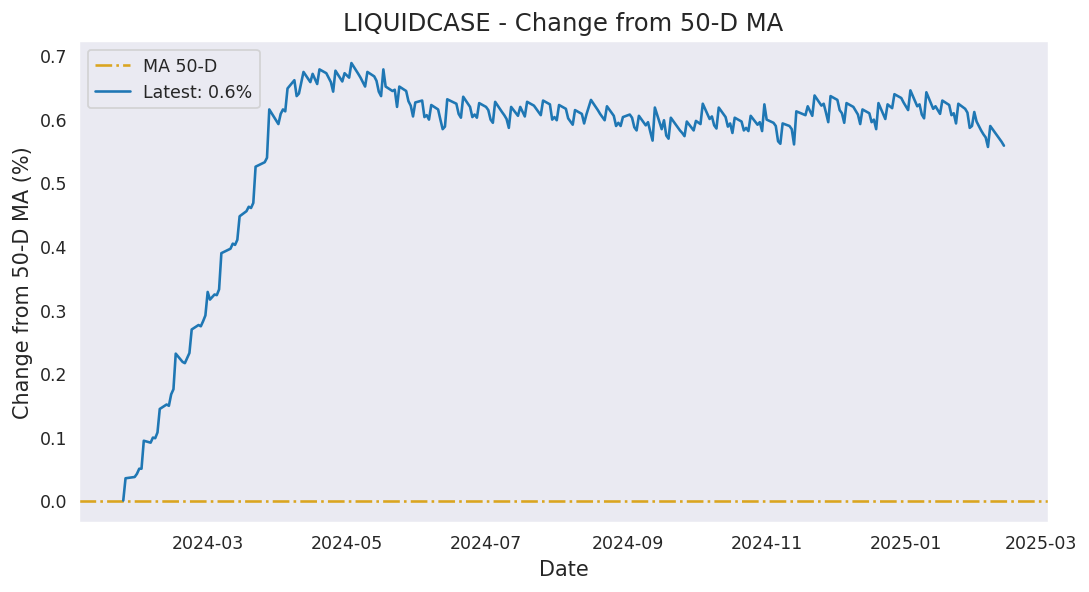 LIQUIDCASE - Change from 50-D MA
MA 50-D
Latest: 0.6%
Change from 50-D MA (%)
0.7
0.6
0.5
0.4
0.3
0.2
0.1
0.0
2024-03 2024-05 2024-07 2024-09 2024-11 2025-01 2025-03
Date